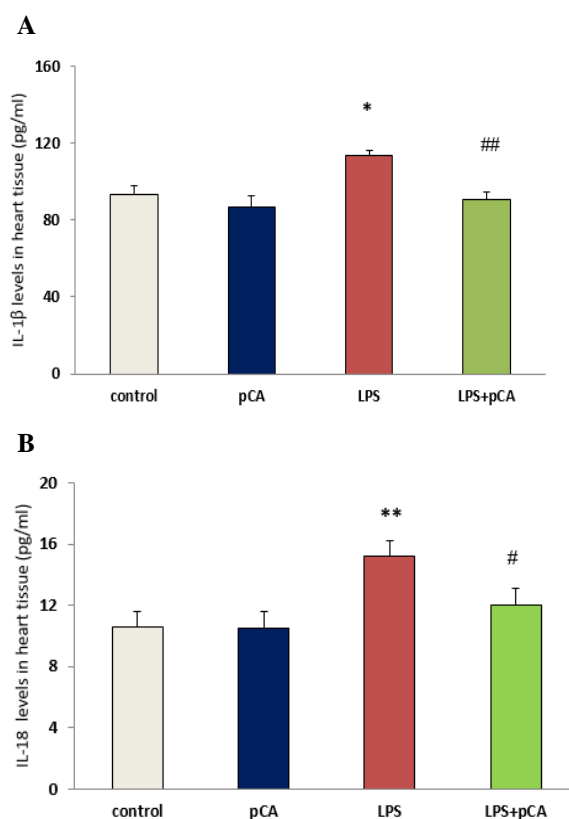 A
IL-1β levels in heart tissue (pg/ml)
160
120
80
40
0
*
##
control pCA LPS LPS+pCA
B
IL-18 levels in heart tissue (pg/ml)
20
16
12
8
4
0
**
#
control pCA LPS LPS+pCA